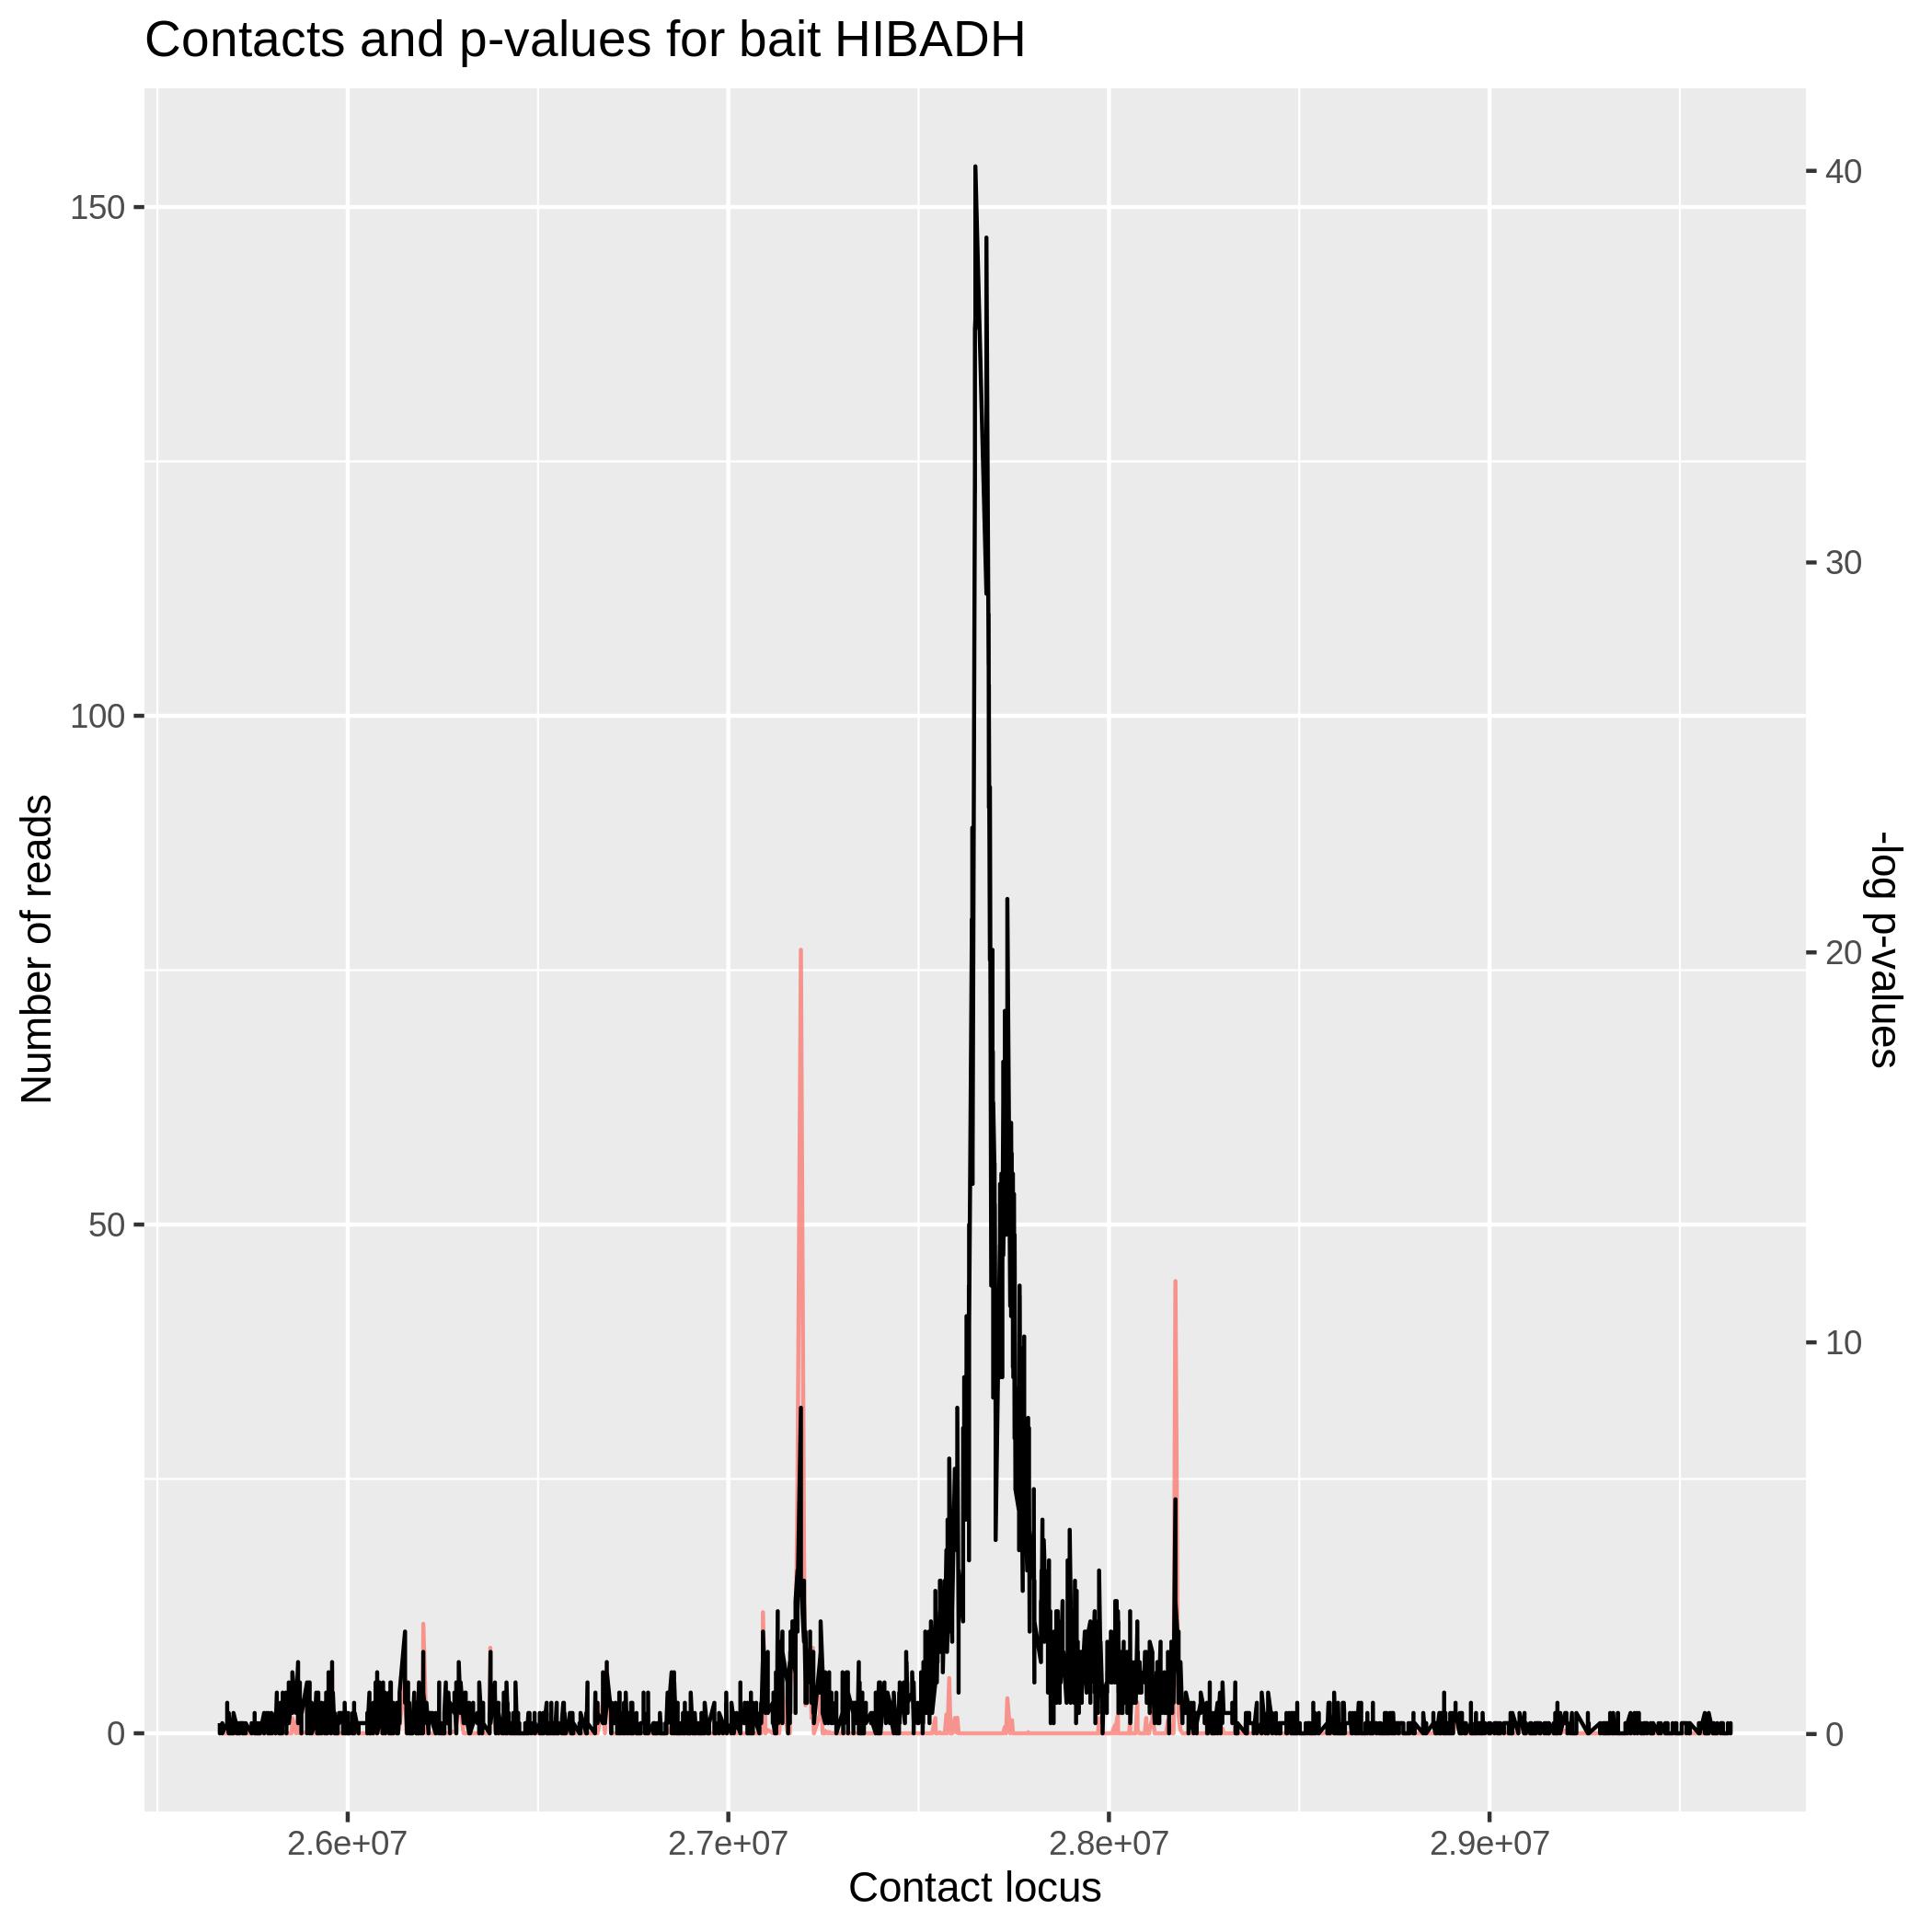 Contacts and p-values for bait HIBADH
150
100
50
0
40
30
20
10
0
Number of reads
-log p-values
2.6e+07 2.7e+07 2.8e+07 2.9e+07
Contact locus